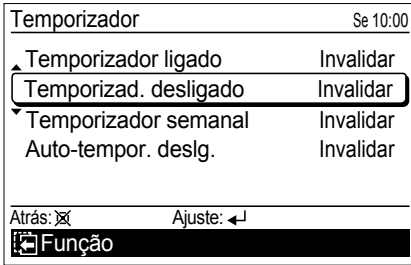 Temporizador Se 10:00
Temporizador ligado Invalidar
Temporizad. desligado Invalidar
Temporizador semanal Invalidar
Auto-tempor. deslg. Invalidar
Atrás: Ajuste:
Função